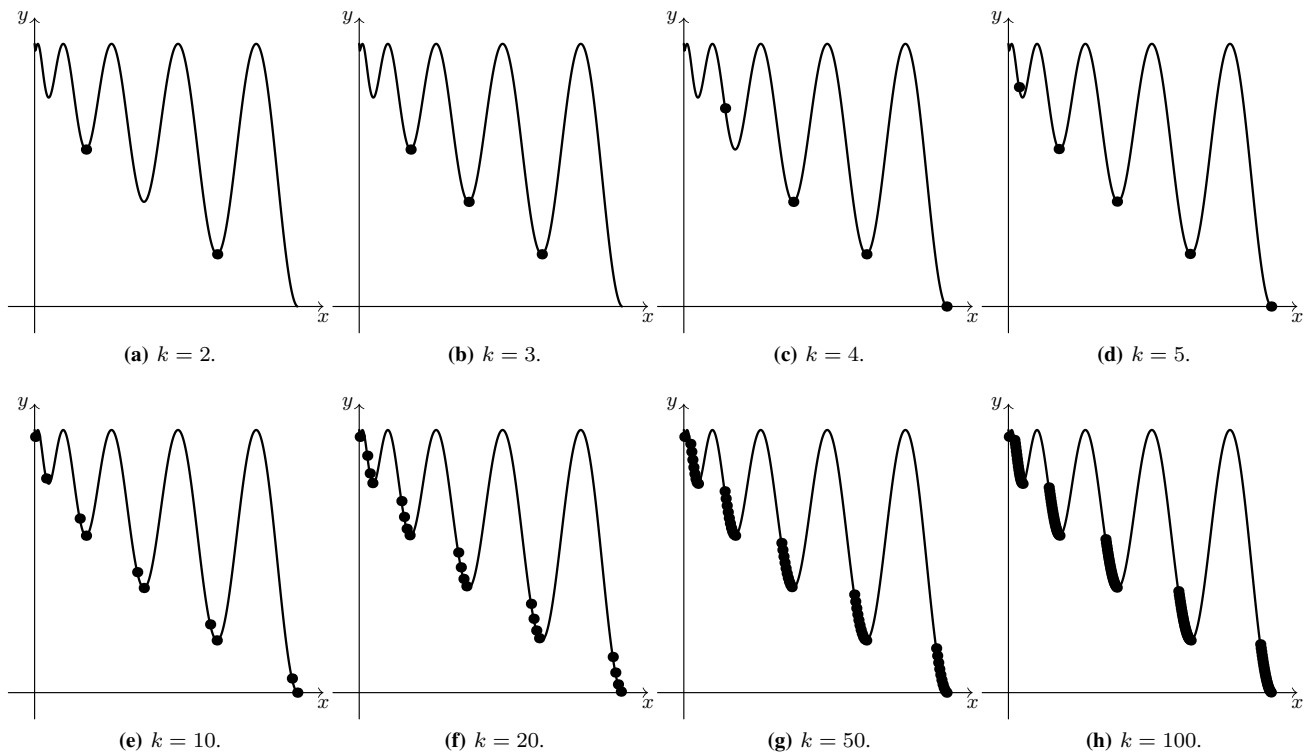 y y y y
x x x x
(a) k = 2. (b) k = 3. (c) k = 4. (d) k = 5.
y y y y
x x x x
(e) k = 10. (f) k = 20. (g) k = 50. (h) k = 100.